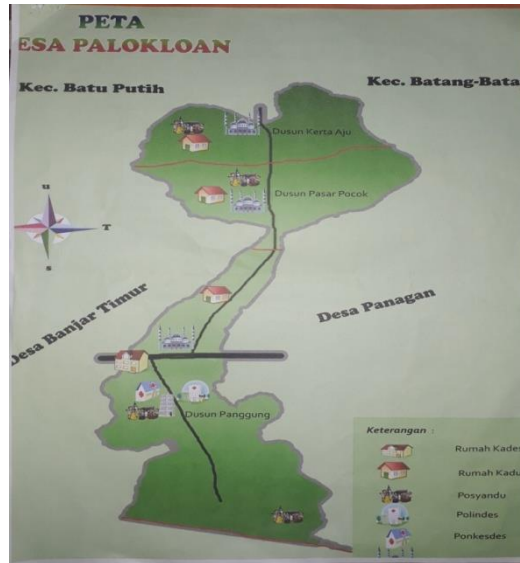 PETA
ESA PALOKLOAN
Kec. Batu Putih
Kec. Batang-Bata
Dusun Kerta Aju
Dusun Pasar Pocok
U
T
S
Desa Banjar Timur
Desa Panagan
Dusun Panggung
Keterangan :
Rumah Kades
Rumah Kadu
Posyandu
Polindes
Ponkesdes